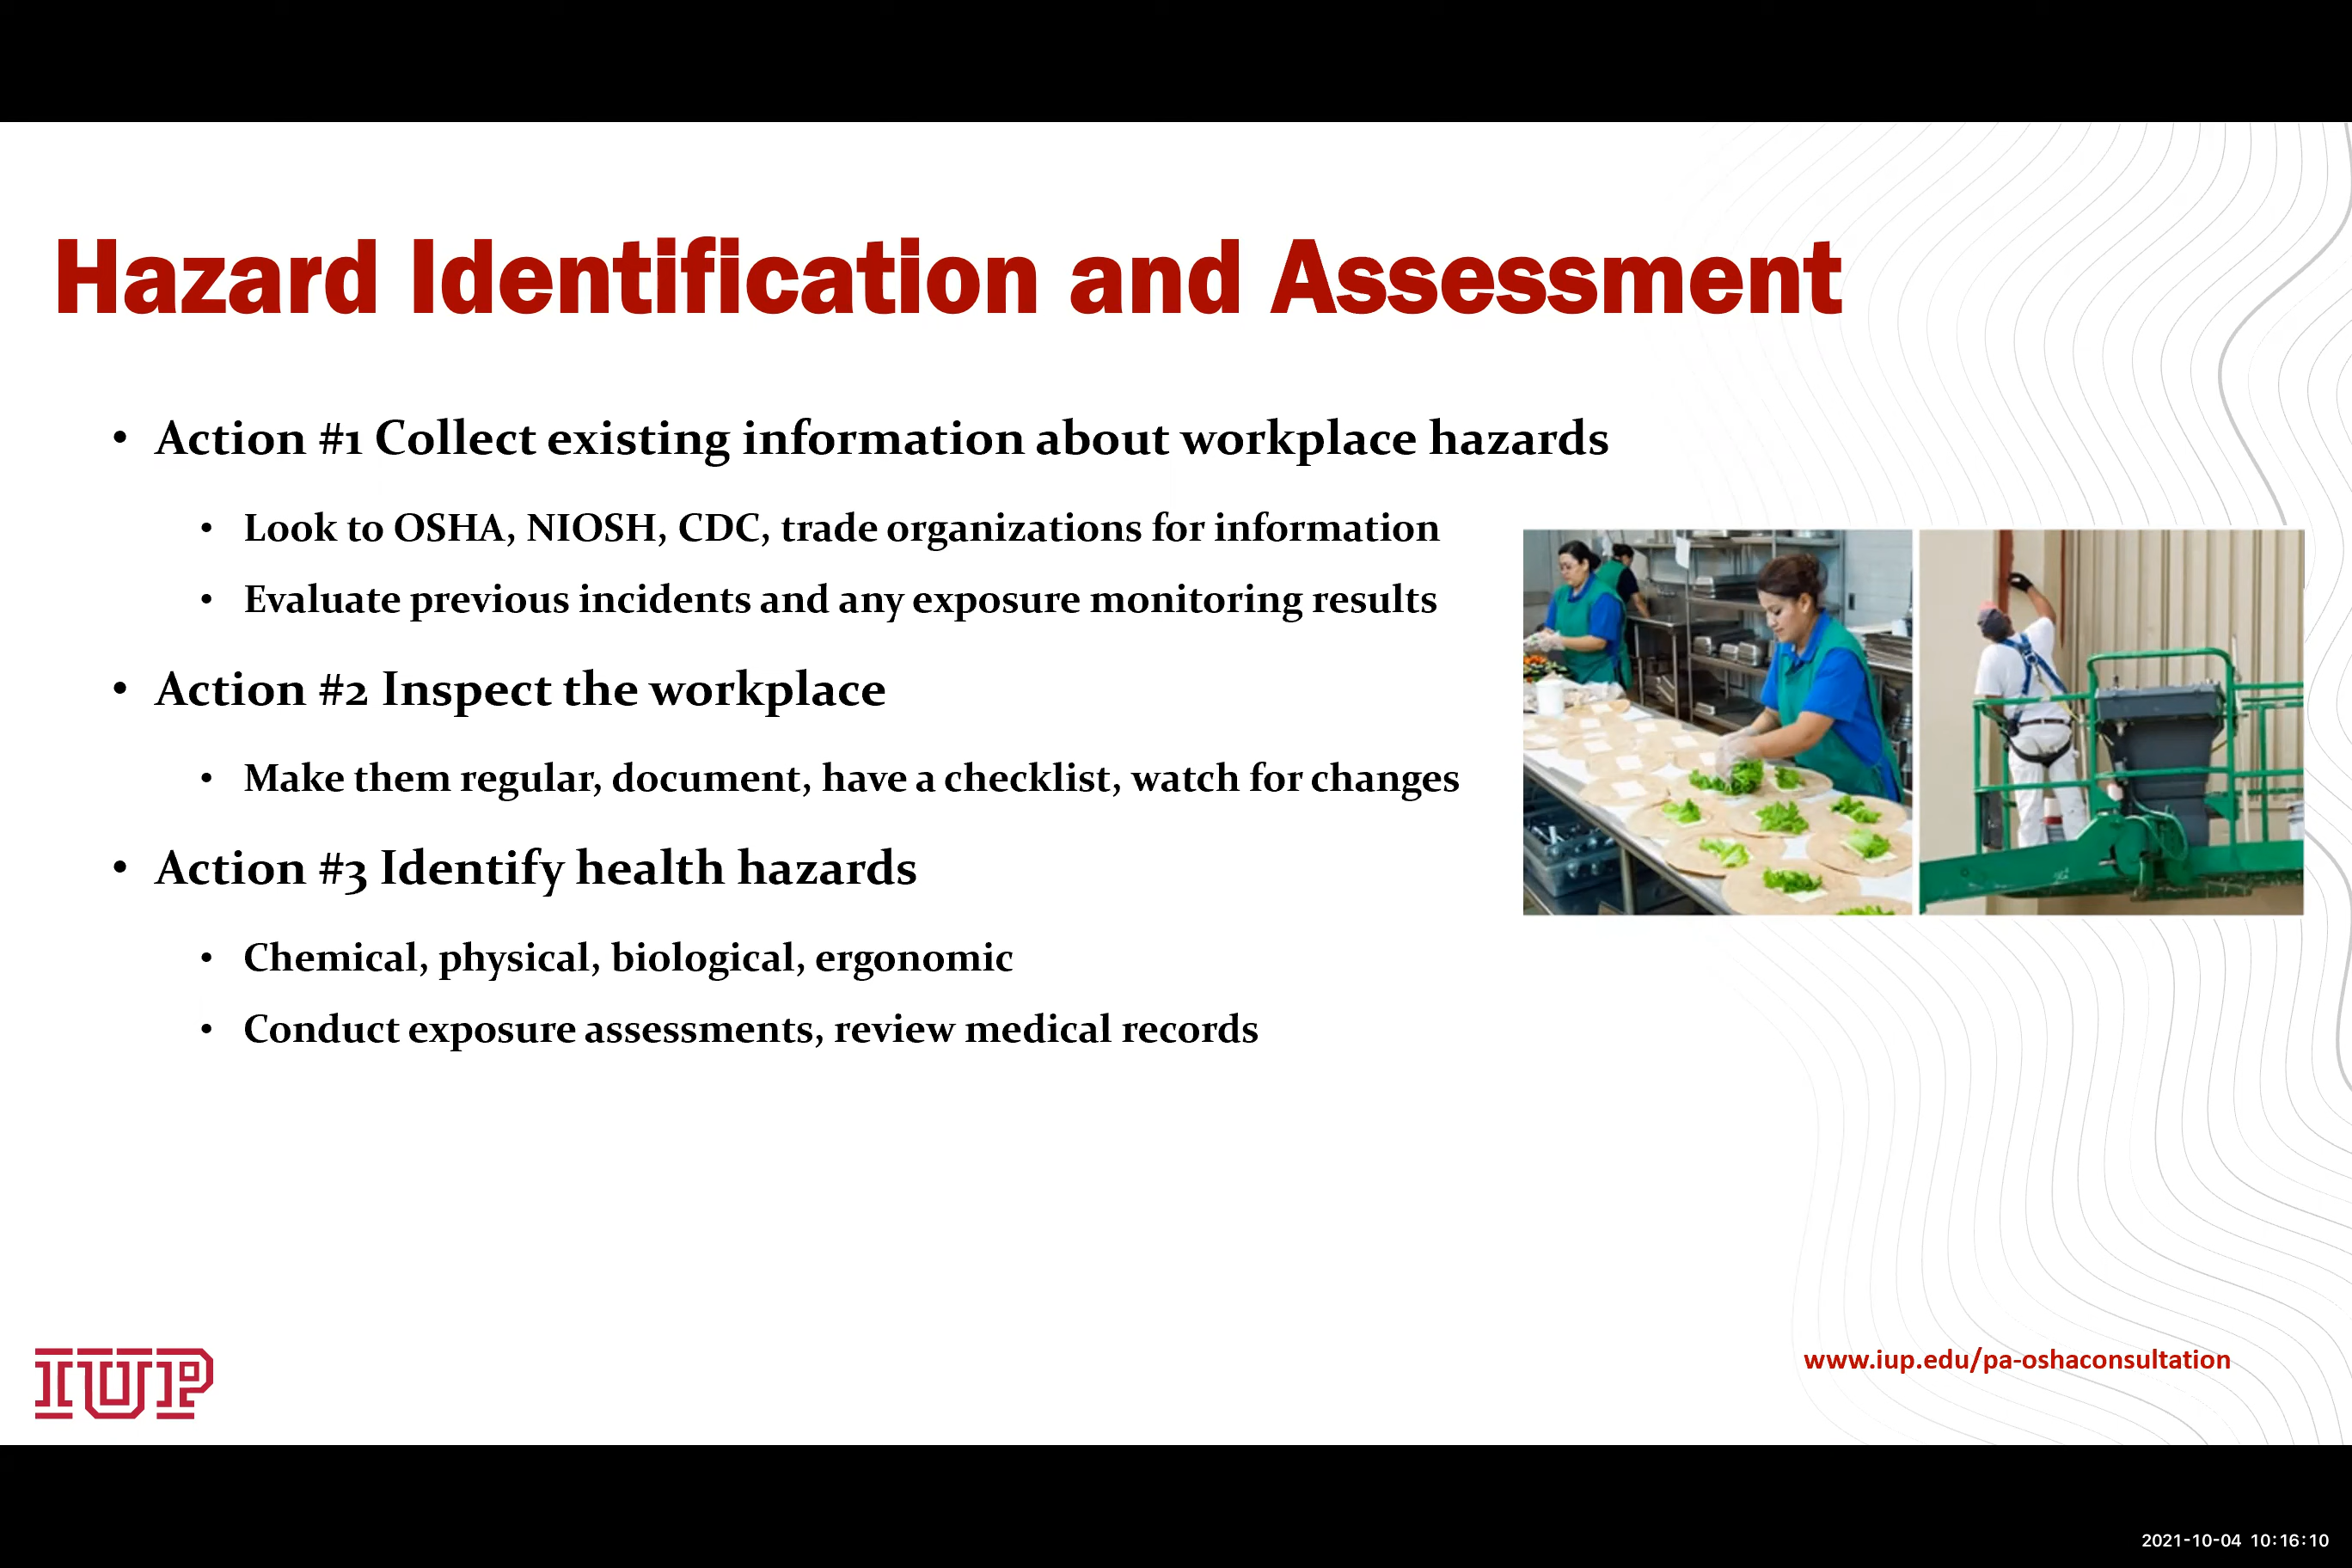 Hazard Identification and Assessment
• Action #1 Collect existing information about workplace hazards
• Look to OSHA, NIOSH, CDC, trade organizations for information
• Evaluate previous incidents and any exposure monitoring results
• Action #2 Inspect the workplace
• Make them regular, document, have a checklist, watch for changes
• Action #3 Identify health hazards
• Chemical, physical, biological, ergonomic
• Conduct exposure assessments, review medical records
IUP
www.iup.edu/pa-oshaconsultation
2021-10-04 10:16:10